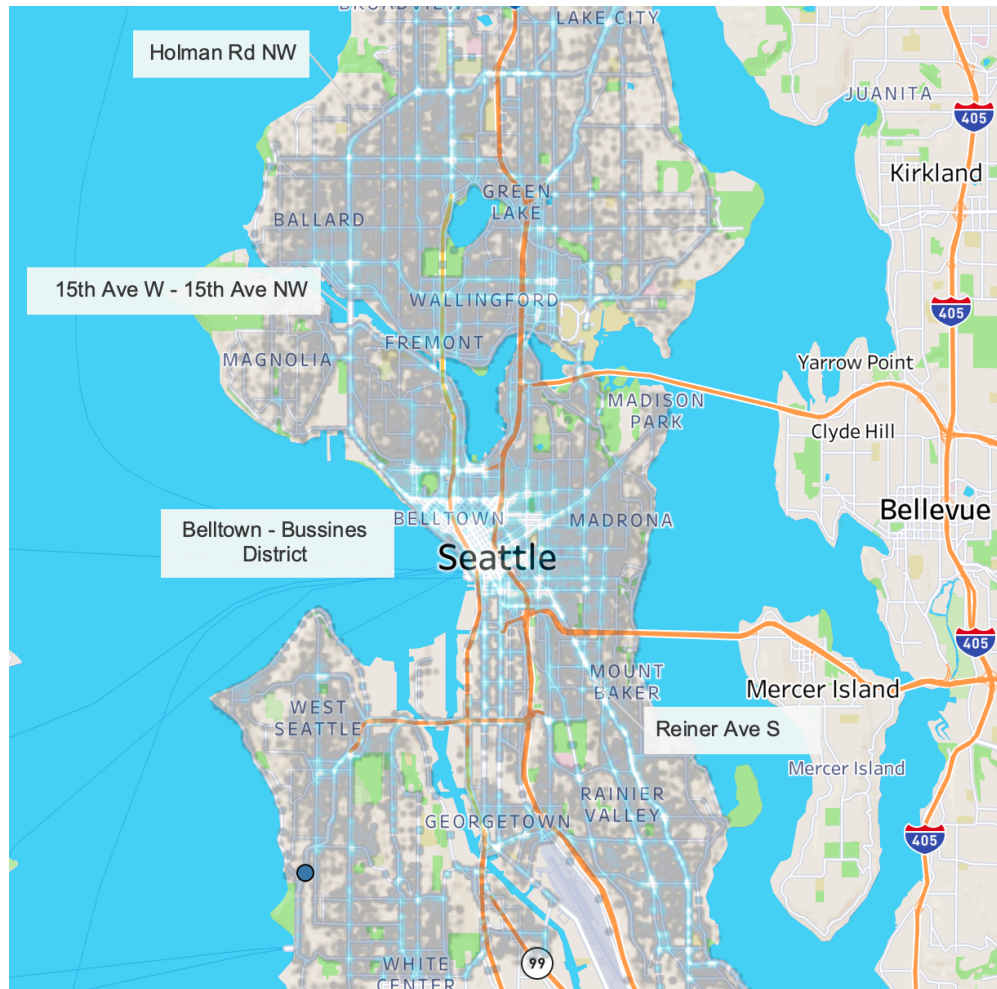 BROADVIEW
LAKE CITY
Holman Rd NW
JUANITA
405
Kirkland
GREEN
LAKE
BALLARD
15th Ave W - 15th Ave NW
WALLINGFORD
405
FREMONT
MAGNOLIA
Yarrow Point
MADISON
PARK
Clyde Hill
Bellevue
BELLTOWN
MADRONA
Belltown - Bussines
District
Seattle
405
MOUNT
BAKER
Mercer Island
WEST
SEATTLE
Reiner Ave S
Mercer Island
RAINIER
VALLEY
GEORGETOWN
405
WHITE
CENTER
99